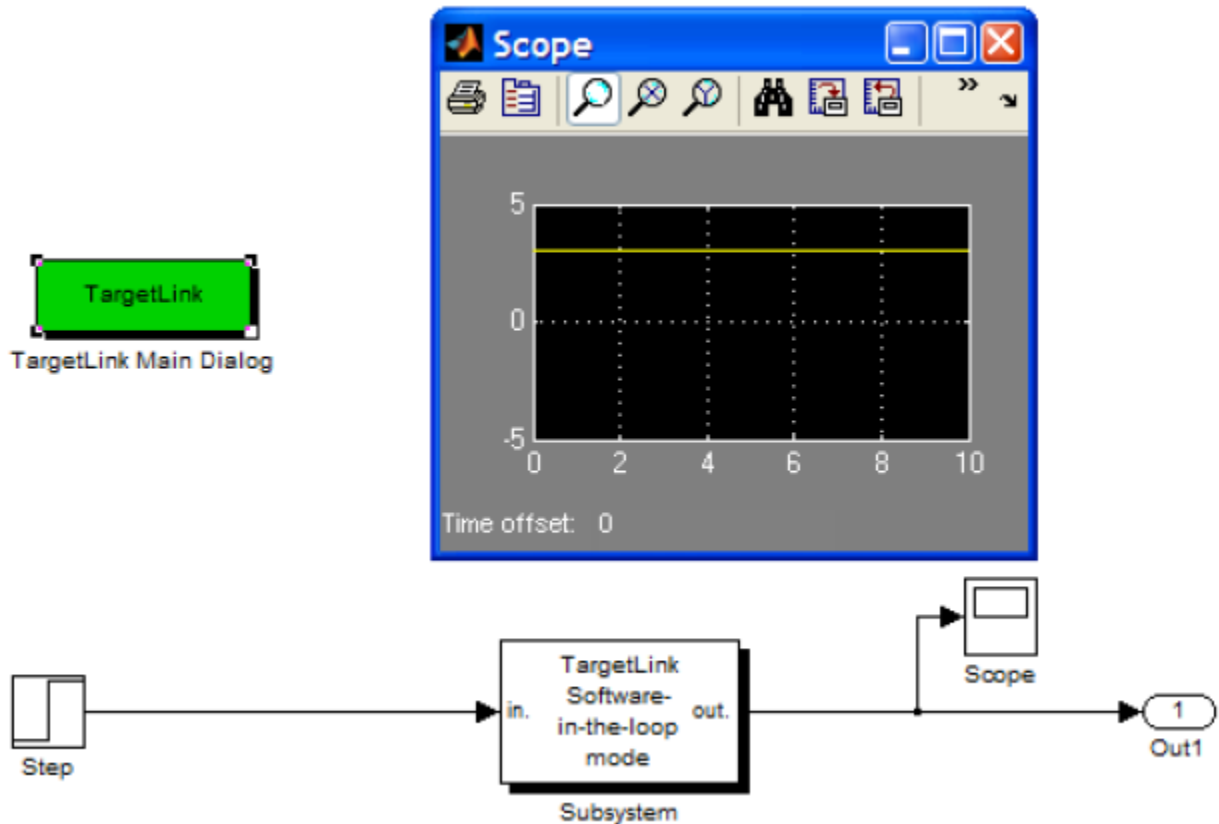 Scope
5
0
-5
0 2 4 6 8 10
Time offset: 0
TargetLink
TargetLink Main Dialog
Step
in.
TargetLink
Software-
in-the-loop
mode
out.
Subsystem
Scope
1
Out1